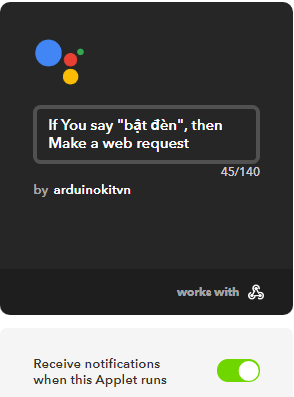 If You say "bật đèn", then
Make a web request
45/140
by arduinokitvn
works with
Receive notifications
when this Applet runs